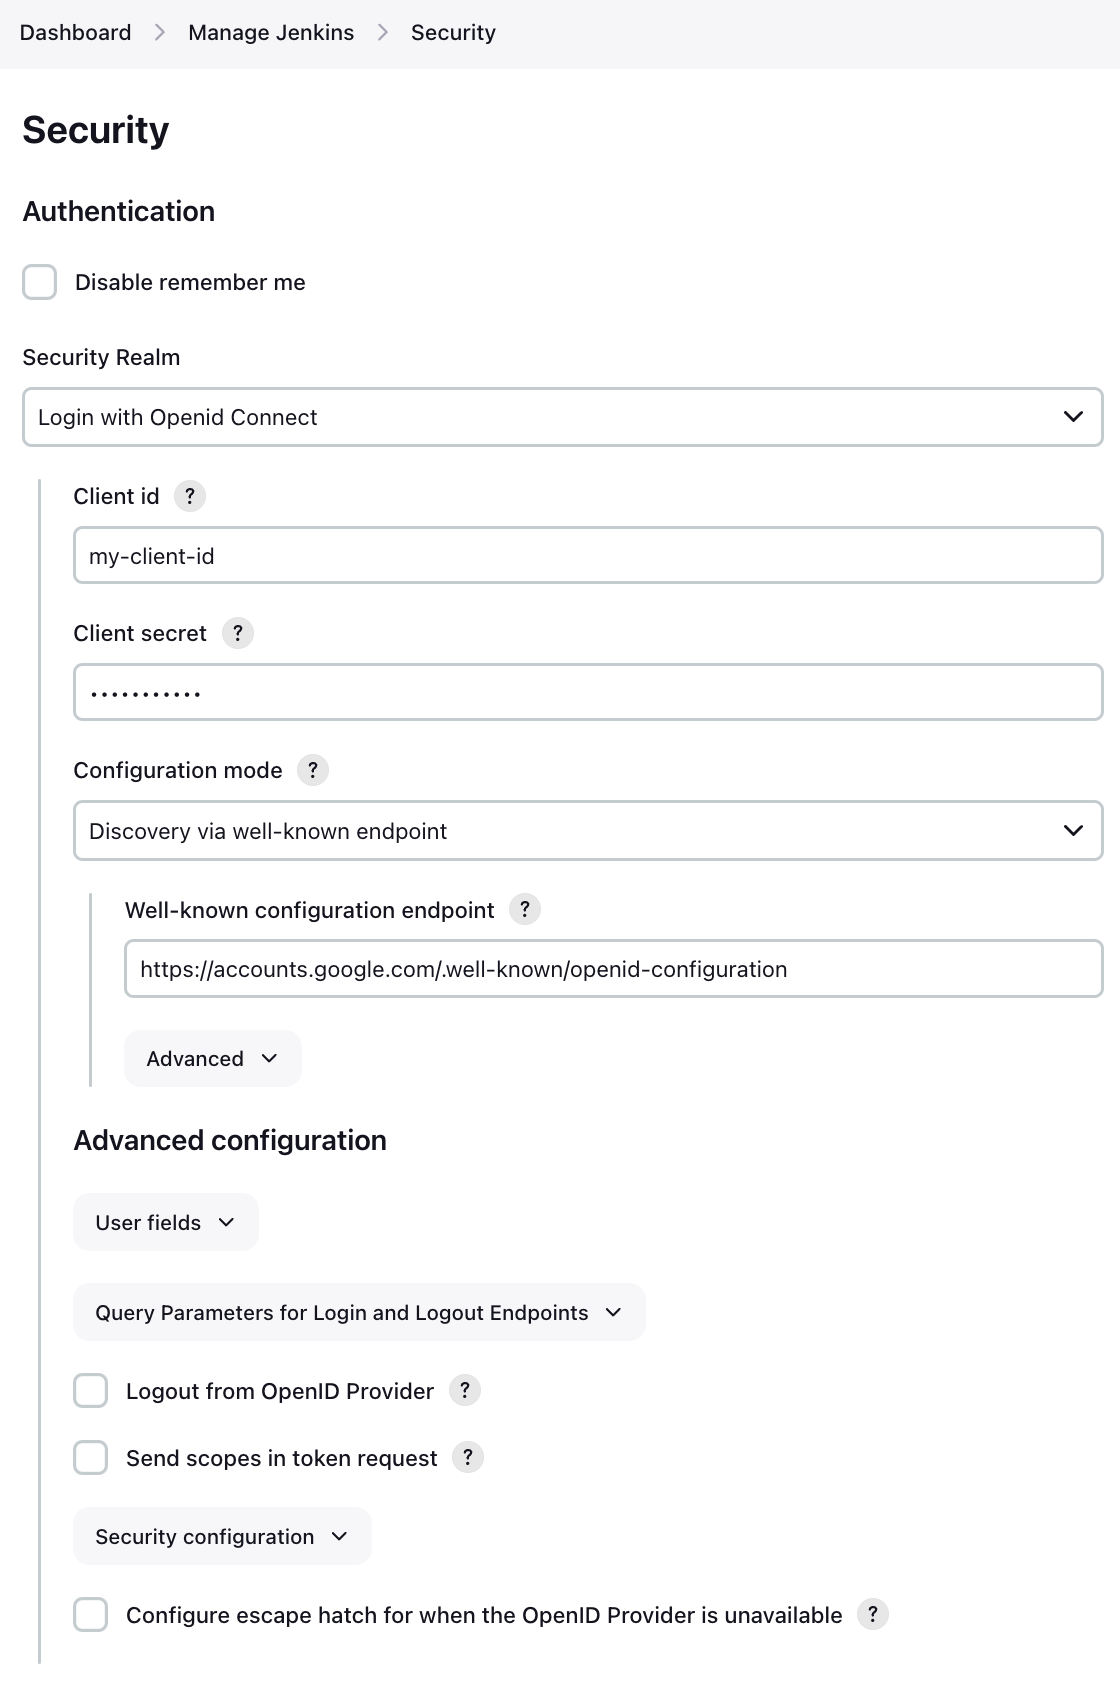 Dashboard > Manage Jenkins > Security
Security
Authentication
Disable remember me
Security Realm
Login with Openid Connect
Client id ?
my-client-id
Client secret ?
•••••••••••
Configuration mode ?
Discovery via well-known endpoint
Well-known configuration endpoint ?
https://accounts.google.com/.well-known/openid-configuration
Advanced
Advanced configuration
User fields
Query Parameters for Login and Logout Endpoints
Logout from OpenID Provider ?
Send scopes in token request ?
Security configuration
Configure escape hatch for when the OpenID Provider is unavailable ?